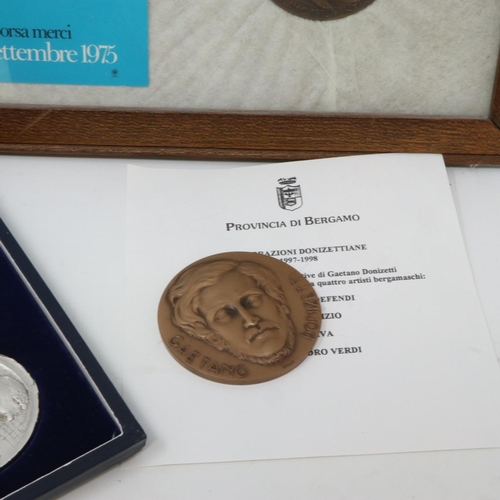 orsa merci
ettembre 1975
PROVINCIA DI BERGAMO
RAZIONI DONIZETTIANE
1997-1998
ive di Gaetano Donizetti
a quattro artisti bergamaschi:
EFENDI
IZIO
VA
DRO VERDI
GAETANO